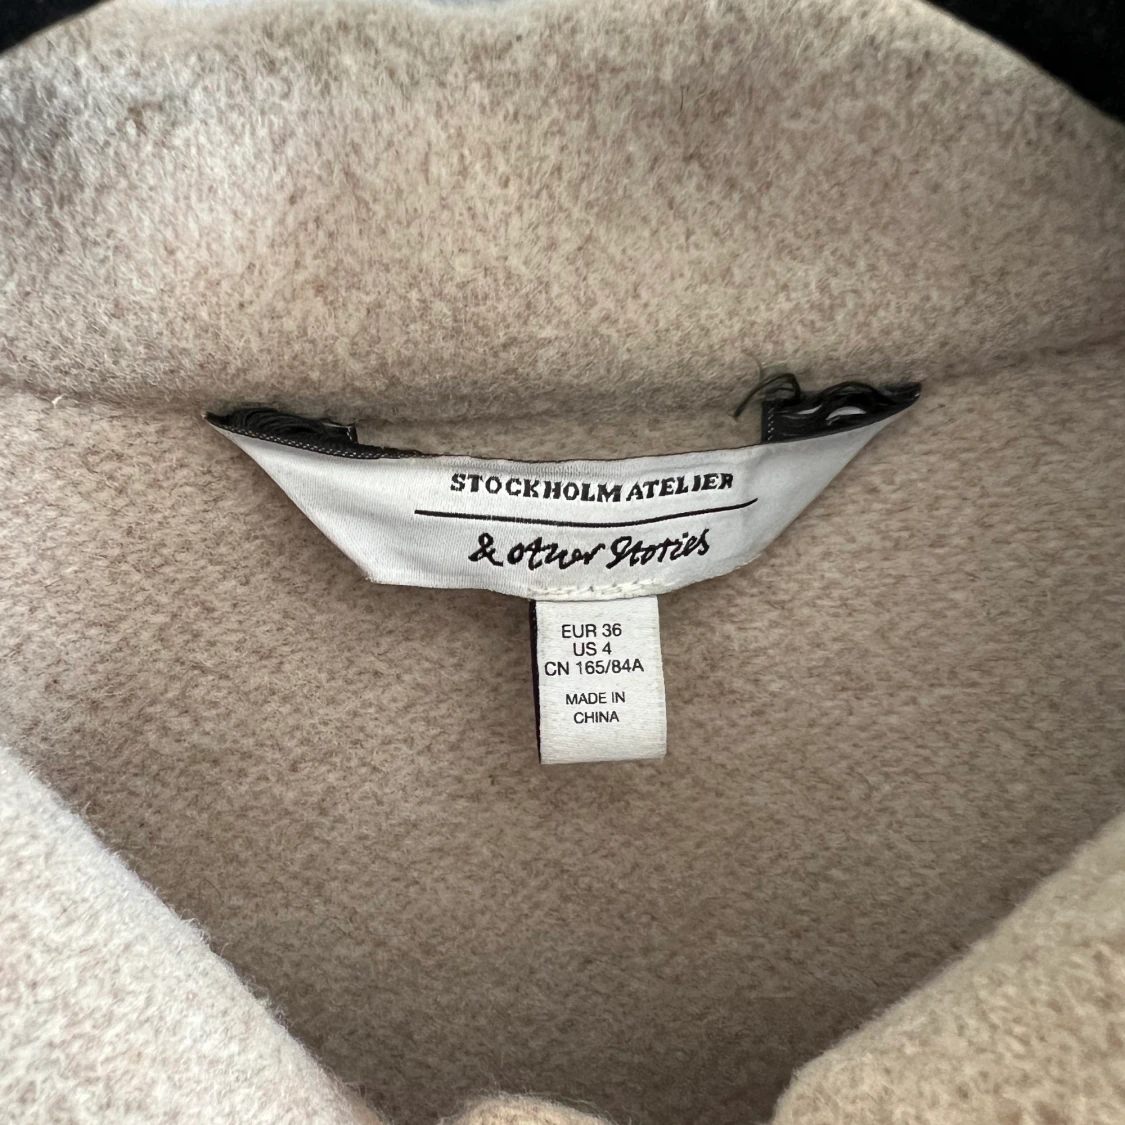 STOCKHOLM ATELIER
& other Stories
EUR 36
US 4
CN 165/84A
MADE IN
CHINA